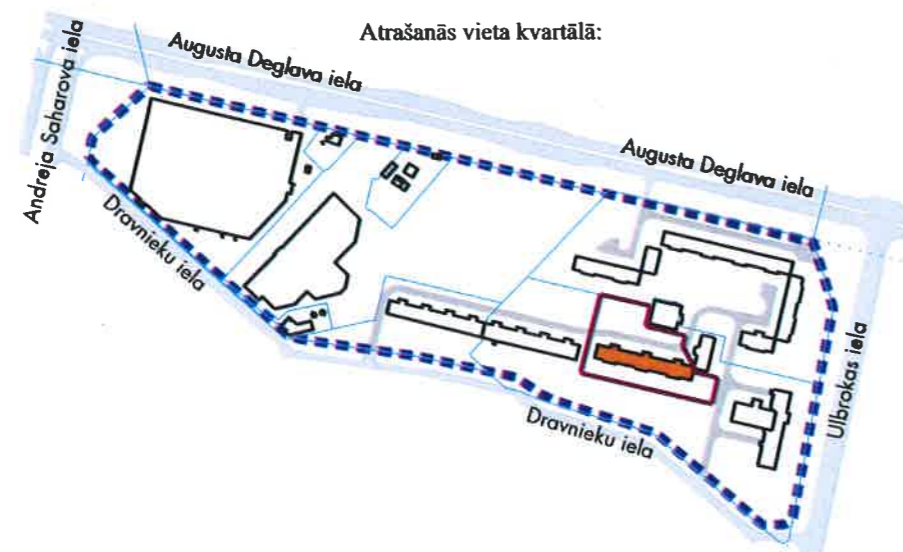 Atrašanās vieta kvartālā:
Augusta Deglava iela
Andreja Saharova iela
Augusta Deglava iela
Dravnieku iela
Ulbrokas iela
Dravnieku iela